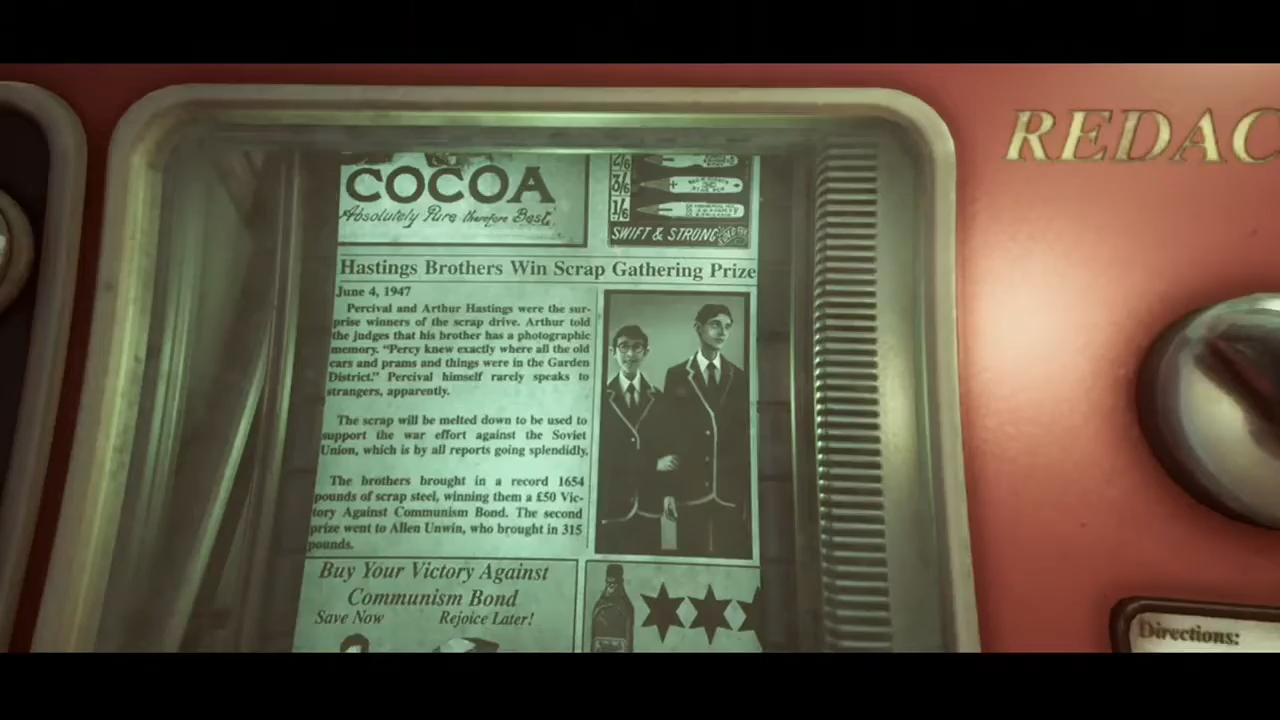 COCOA
Absolutely Pure therefore Best.
2/6
3/6
1/6
SWIFT & STRONG
REDAC
Hastings Brothers Win Scrap Gathering Prize
June 4, 1947
Percival and Arthur Hastings were the sur-
prise winners of the scrap drive. Arthur told
the judges that his brother has a photographic
memory. “Percy knew exactly where all the old
cars and prams and things were in the Garden
District.” Percival himself rarely speaks to
strangers, apparently.
The scrap will be melted down to be used to
support the war effort against the Soviet
Union, which is by all reports going splendidly.
The brothers brought in a record 1654
pounds of scrap steel, winning them a £50 Vic-
tory Against Communism Bond. The second
prize went to Allen Unwin, who brought in 315
pounds.
Buy Your Victory Against
Communism Bond
Save Now Rejoice Later!
Directions: